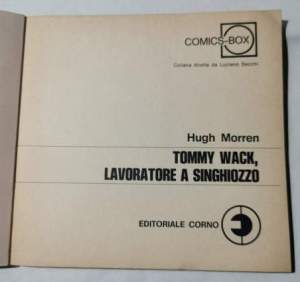 COMICS-BOX
Collana diretta da Luciano Secchi
Hugh Morren
TOMMY WACK,
LAVORATORE A SINGHIOZZO
EDITORIALE CORNO